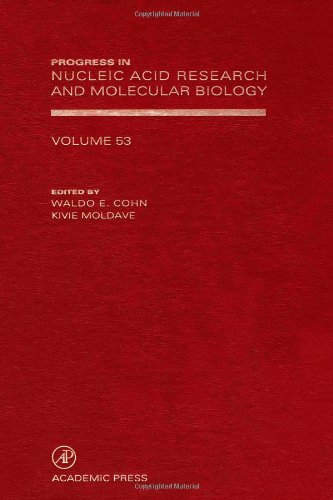 PROGRESS IN
NUCLEIC ACID RESEARCH
AND MOLECULAR BIOLOGY
VOLUME 53
EDITED BY
WALDO E. COHN
KIVIE MOLDAVE
AP
ACADEMIC PRESS